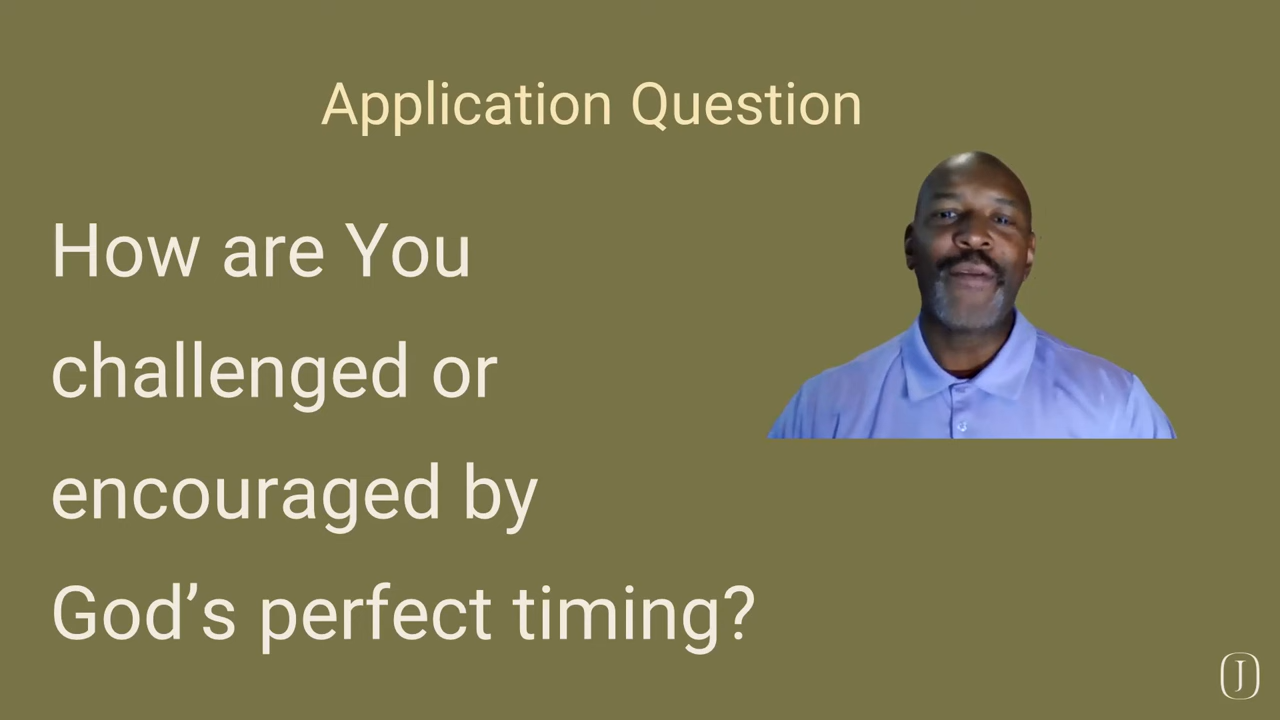 Application Question
How are You
challenged or
encouraged by
God’s perfect timing?
J